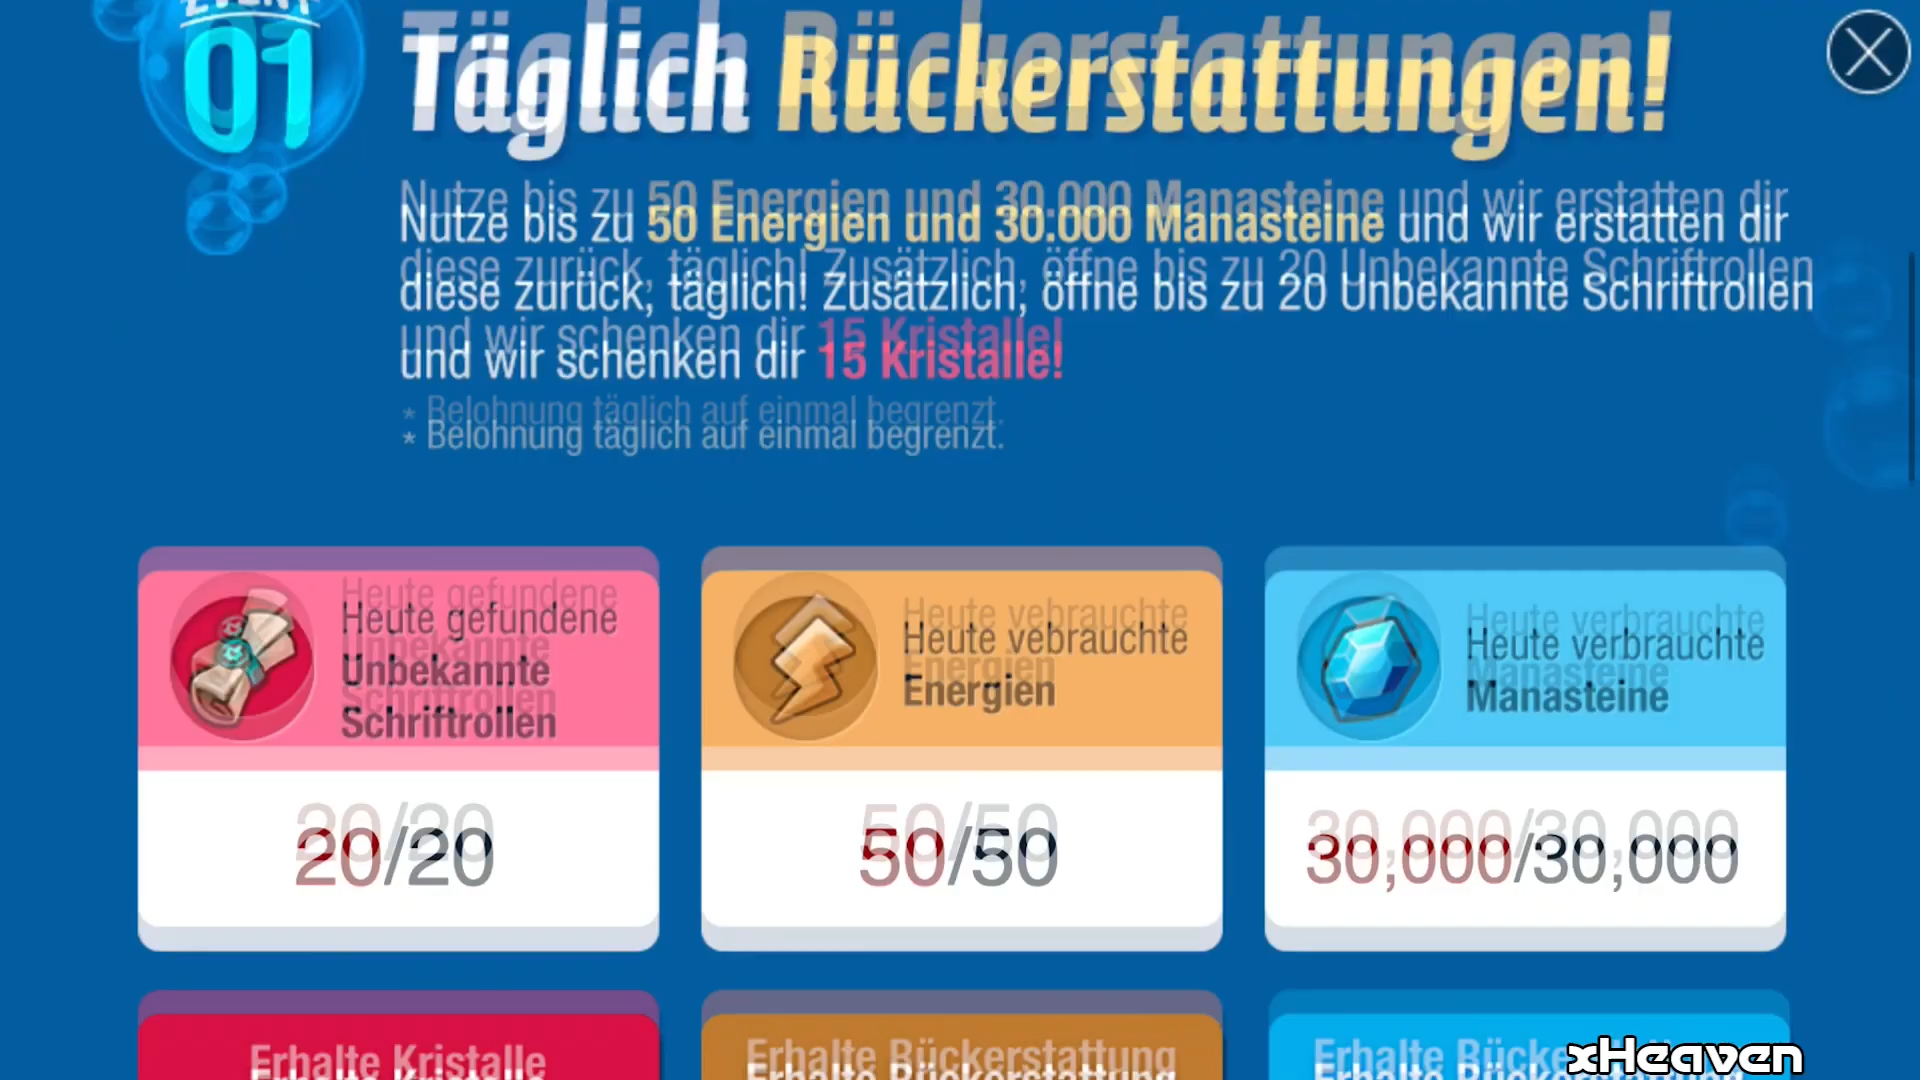 EVENT
01
Täglich Rückerstattungen!
Nutze bis zu 50 Energien und 30.000 Manasteine und wir erstatten dir
diese zurück, täglich! Zusätzlich, öffne bis zu 20 Unbekannte Schriftrollen
und wir schenken dir 15 Kristalle!
* Belohnung täglich auf einmal begrenzt.
Heute gefundene
Unbekannte
Schriftrollen
20/20
Heute vebrauchte
Energien
50/50
Heute verbrauchte
Manasteine
30,000/30,000
Erhalte Kristalle
Erhalte Rückerstattung
Erhalte
xHeaven